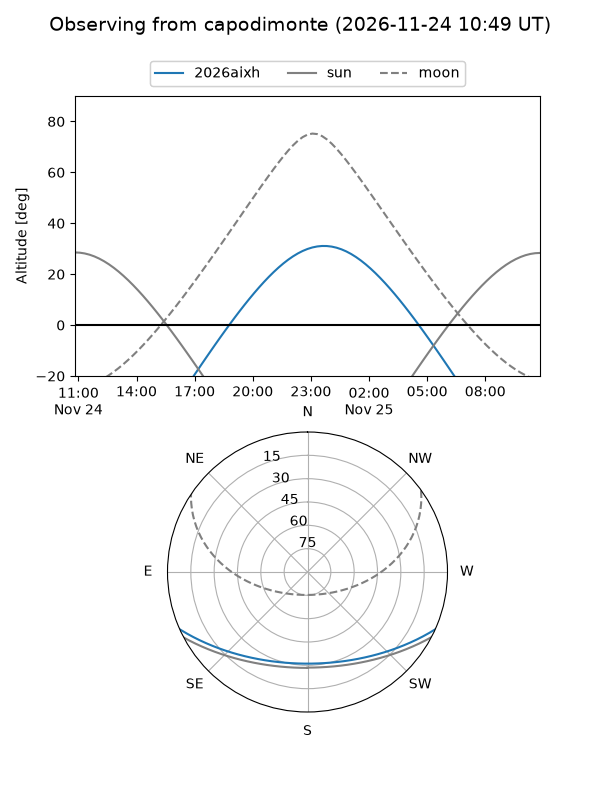 Observing from capodimonte (2026-11-24 10:49 UT)
2026aixh sun moon
Altitude [deg]
80
60
40
20
0
−20
11:00 14:00 17:00 20:00 23:00 02:00 05:00 08:00
Nov 24 Nov 25
N
NE NW
15
30
45
60
75
E W
SE SW
S